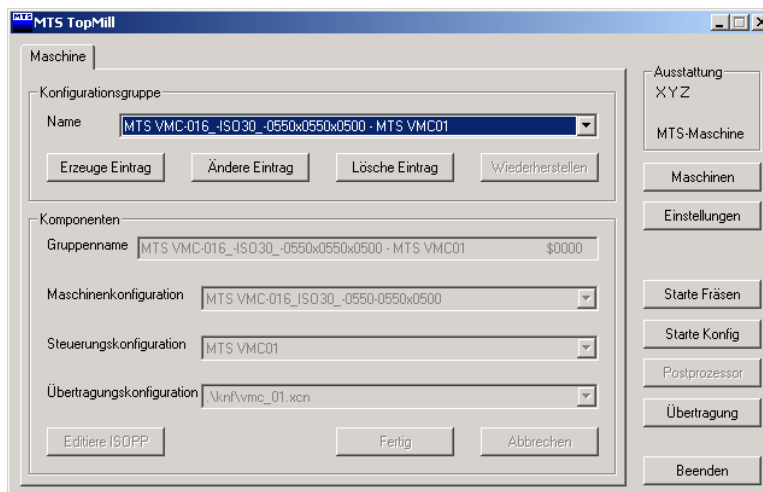 MTS MTS TopMill
Maschine
Konfigurationsgruppe
Name MTS VMC-016_-ISO30_-0550x0550x0500 - MTS VMC01
Erzeuge Eintrag Ändere Eintrag Lösche Eintrag Wiederherstellen
Komponenten
Gruppenname MTS VMC-016_-ISO30_-0550x0550x0500 - MTS VMC01 $0000
Maschinenkonfiguration MTS VMC-016_ISO30_-0550-0550x0500
Steuerungskonfiguration MTS VMC01
Übertragungskonfiguration .\knf\vmc_01.xcn
Editiere ISOPP Fertig Abbrechen
Ausstattung
XYZ
MTS-Maschine
Maschinen
Einstellungen
Starte Fräsen
Starte Konfig
Postprozessor
Übertragung
Beenden